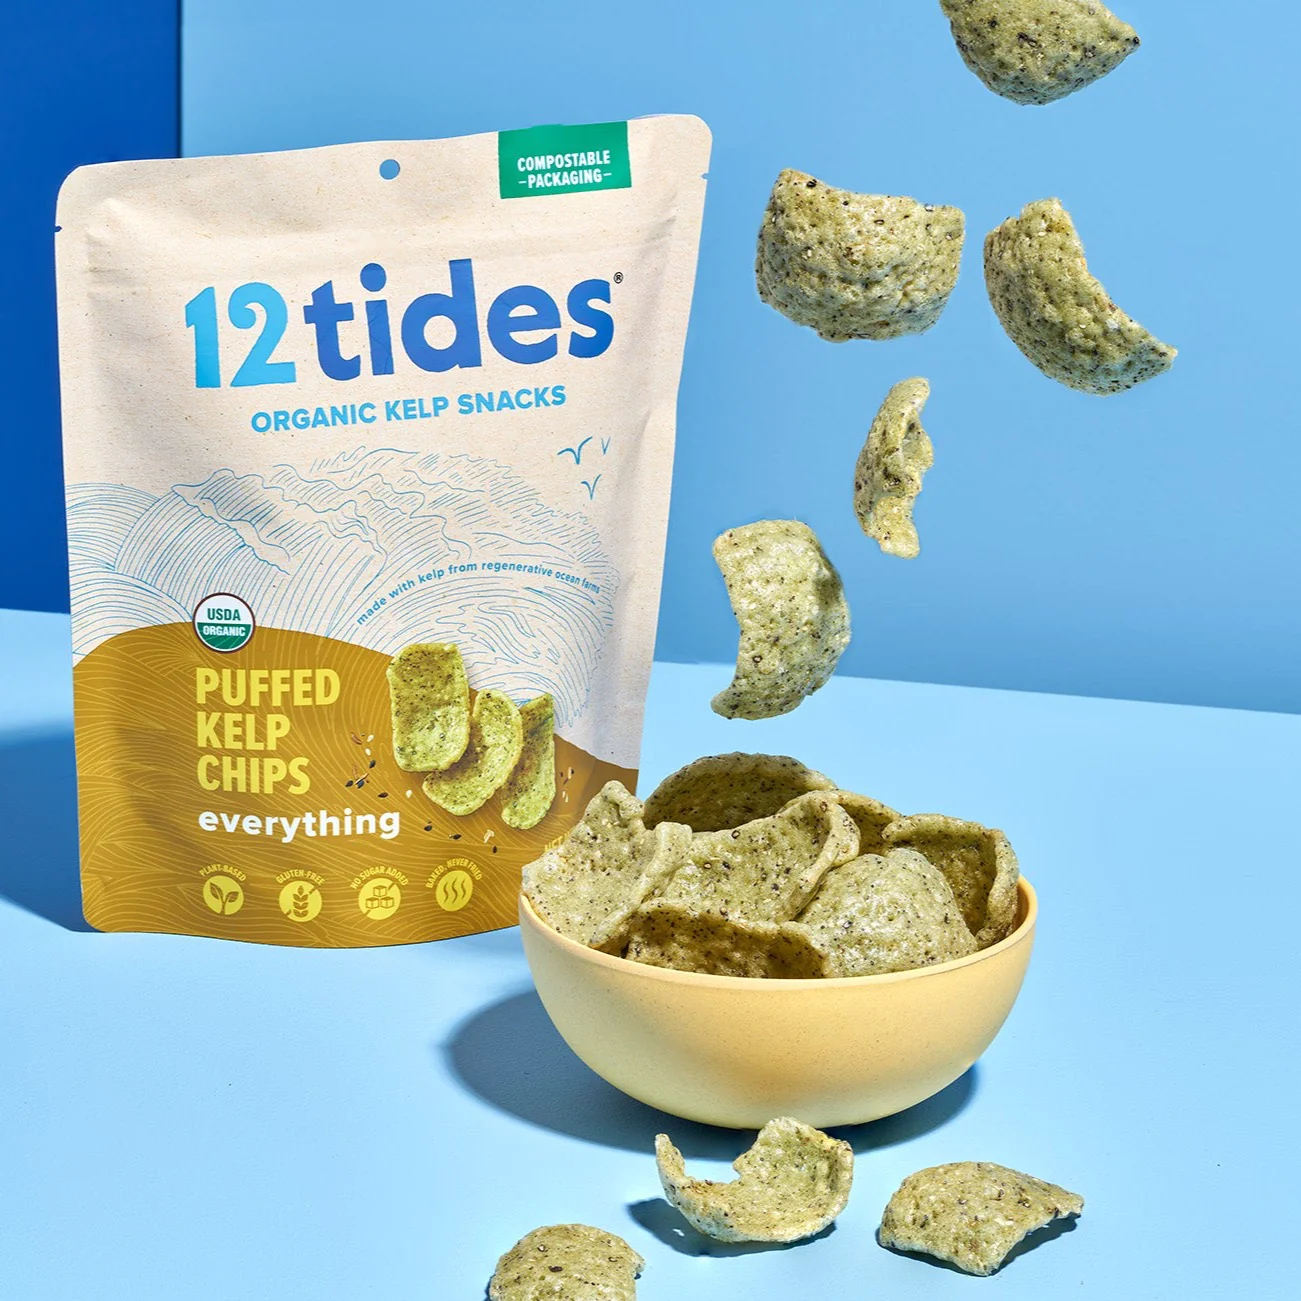 COMPOSTABLE
–PACKAGING–
12tides®
ORGANIC KELP SNACKS
made with kelp from regenerative ocean farms
USDA
ORGANIC
PUFFED
KELP
CHIPS
everything
PLANT-BASED
GLUTEN-FREE
NO SUGAR ADDED
BAKED, NEVER FRIED